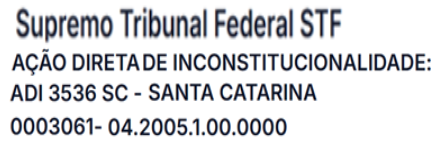 Supremo Tribunal Federal STF
AÇÃO DIRETA DE INCONSTITUCIONALIDADE:
ADI 3536 SC - SANTA CATARINA
0003061- 04.2005.1.00.0000